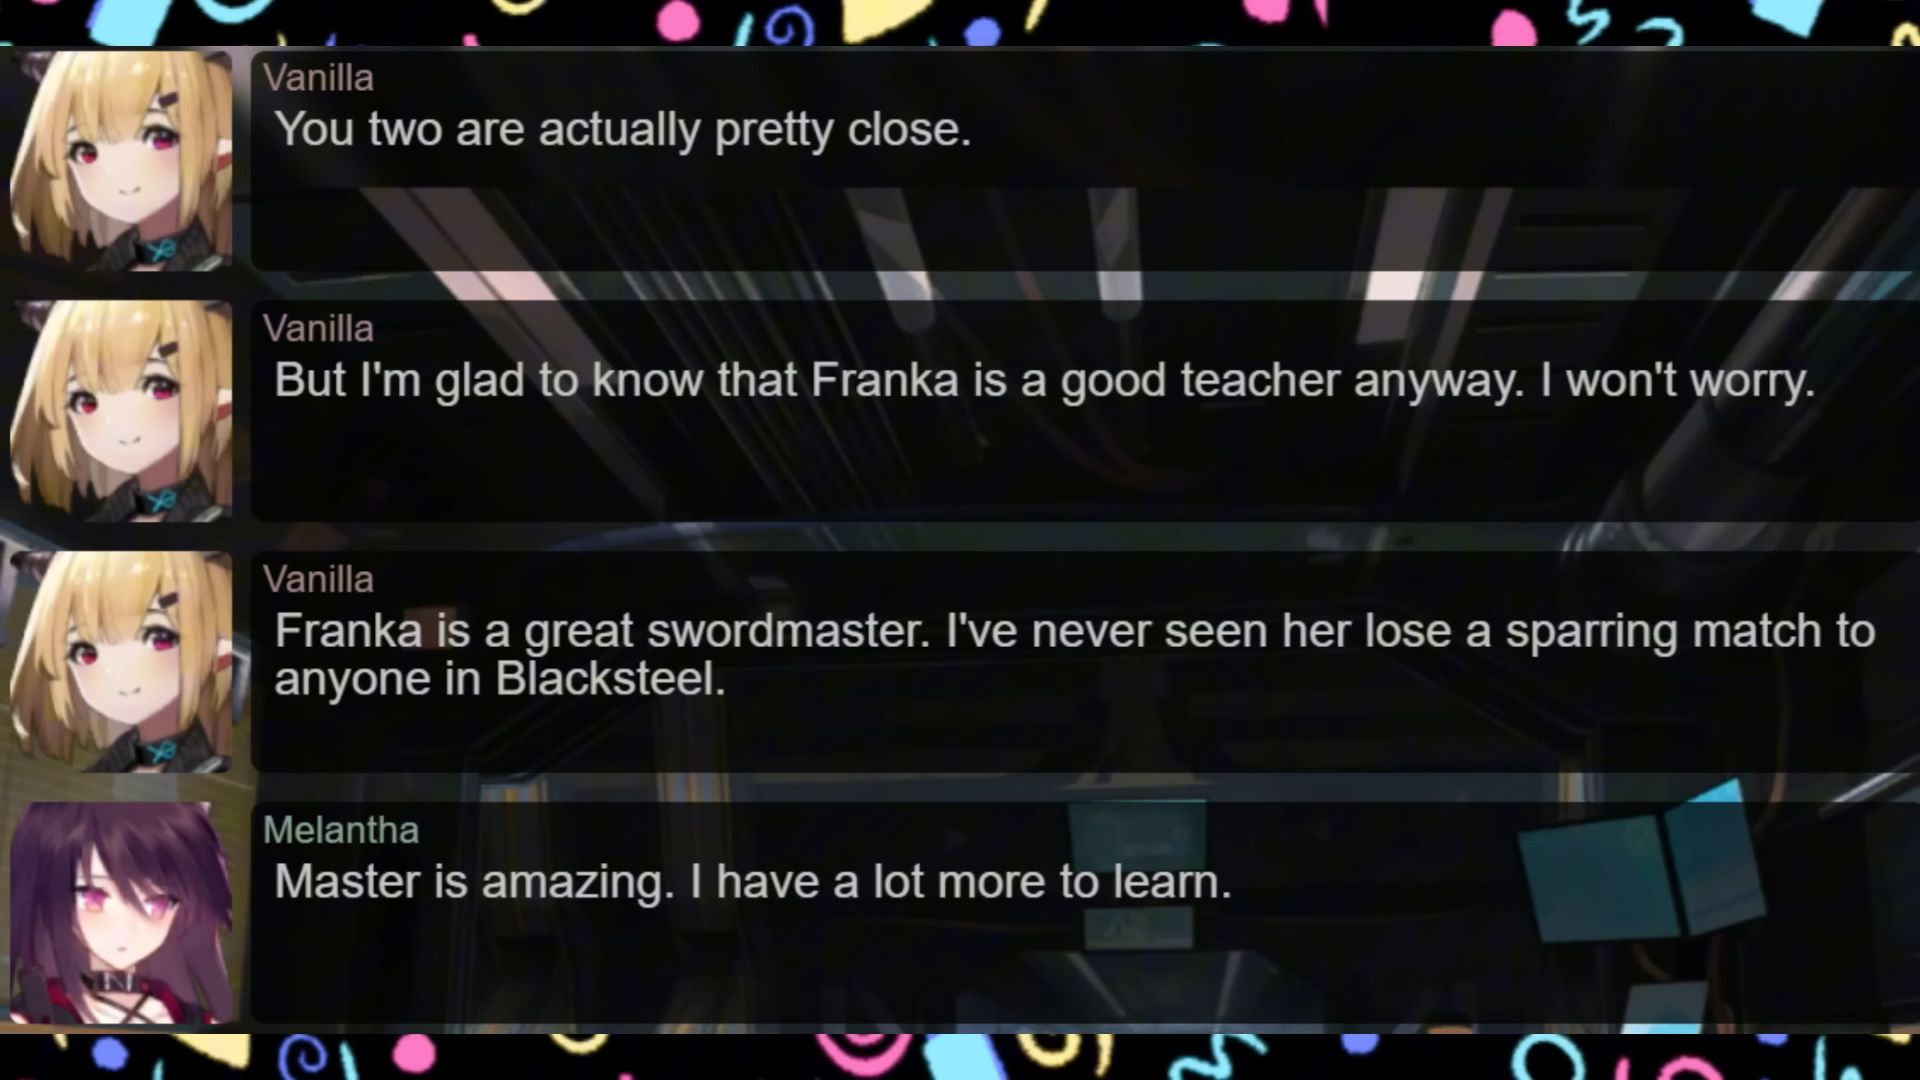 Vanilla
You two are actually pretty close.
Vanilla
But I'm glad to know that Franka is a good teacher anyway. I won't worry.
Vanilla
Franka is a great swordmaster. I've never seen her lose a sparring match to
anyone in Blacksteel.
Melantha
Master is amazing. I have a lot more to learn.